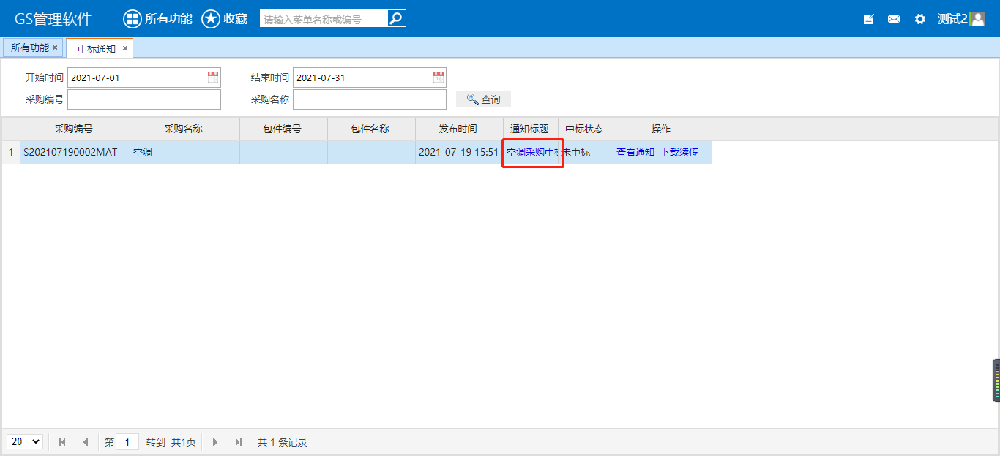 GS管理软件 所有功能 收藏 请输入菜单名称或编号 测试2
所有功能 × 中标通知 ×
开始时间 2021-07-01 结束时间 2021-07-31
采购编号 采购名称 查询
采购编号 采购名称 包件编号 包件名称 发布时间 通知标题 中标状态 操作
1 S202107190002MAT 空调 2021-07-19 15:51 空调采购中 未中标 查看通知 下载续传
20 第 1 转到 共1页 共 1 条记录